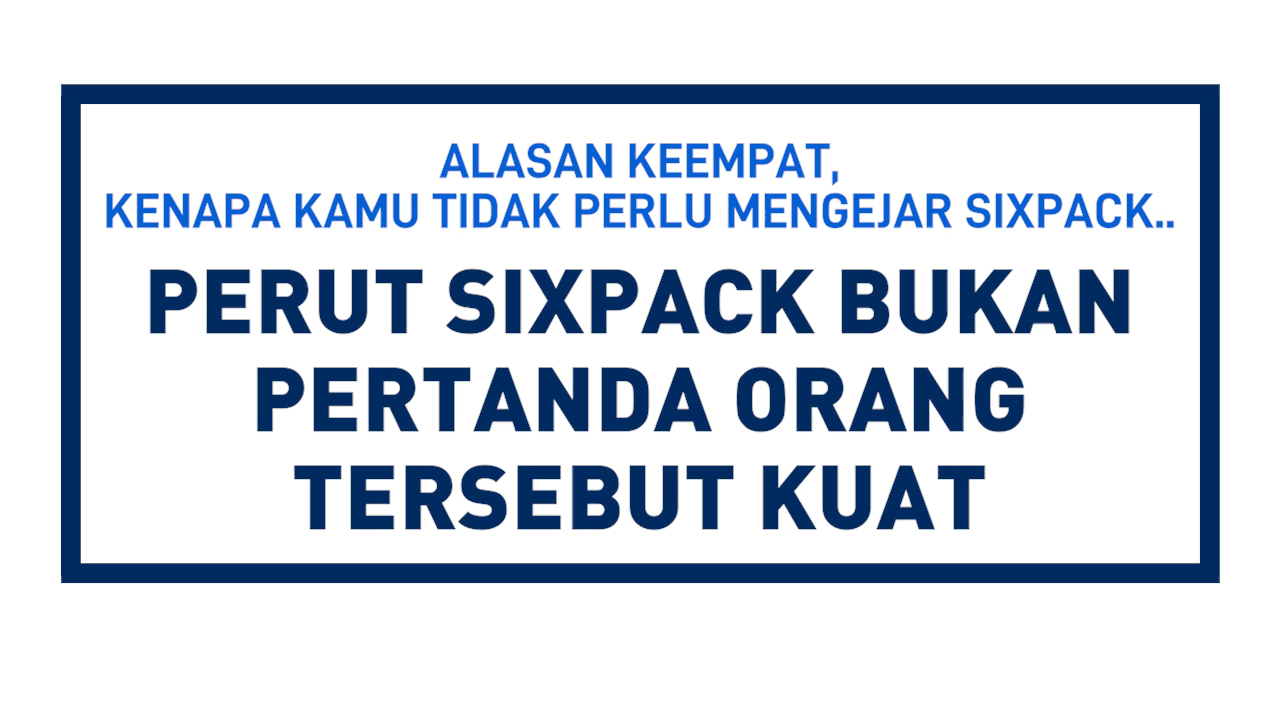 ALASAN KEEMPAT,
KENAPA KAMU TIDAK PERLU MENGEJAR SIXPACK..
PERUT SIXPACK BUKAN
PERTANDA ORANG
TERSEBUT KUAT